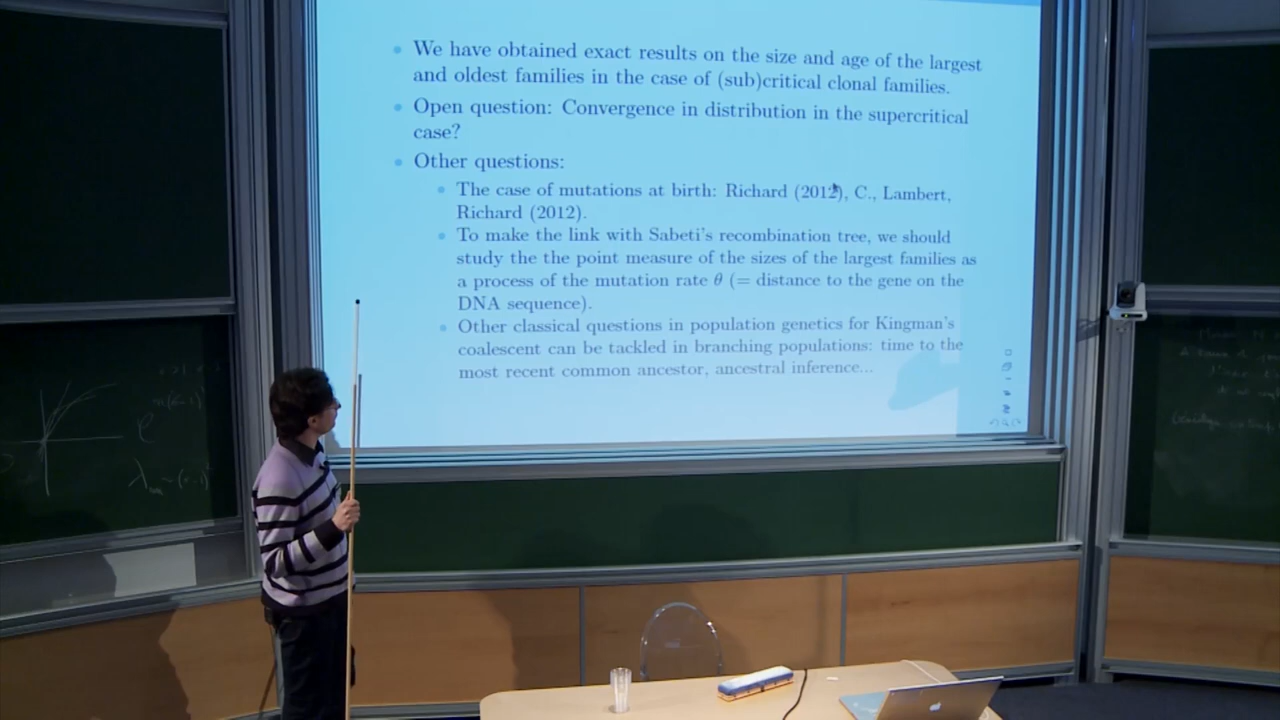 We have obtained exact results on the size and age of the largest
and oldest families in the case of (sub)critical clonal families.
Open question: Convergence in distribution in the supercritical
case?
Other questions:
The case of mutations at birth: Richard (2012), C., Lambert,
Richard (2012).
To make the link with Sabeti's recombination tree, we should
study the the point measure of the sizes of the largest families as
a process of the mutation rate θ (= distance to the gene on the
DNA sequence).
Other classical questions in population genetics for Kingman's
coalescent can be tackled in branching populations: time to the
most recent common ancestor, ancestral inference...